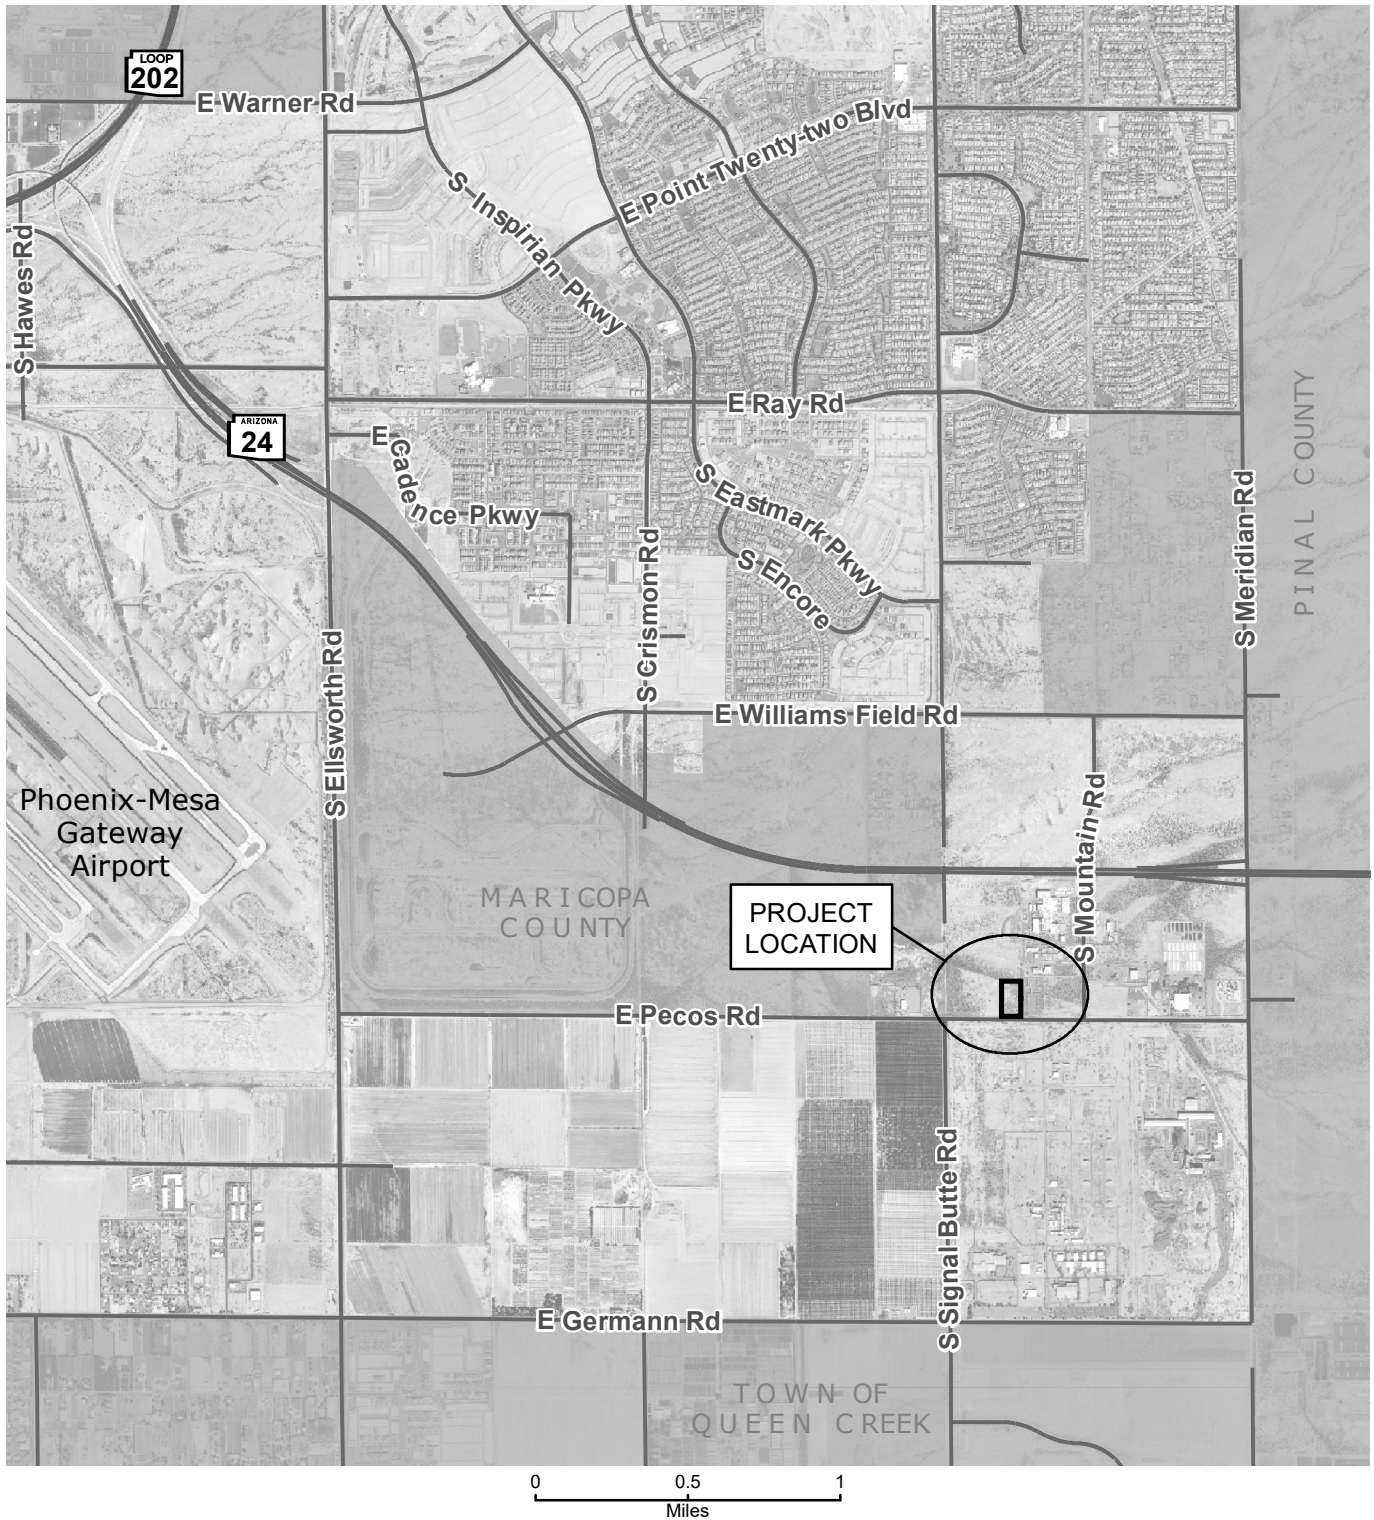 LOOP
202
E Warner Rd
E Point Twenty-two Blvd
S Inspirian Pkwy
S Hawes Rd
E Ray Rd
ARIZONA
24
E Cadence Pkwy
S Eastmark Pkwy
S Encore
S Crismon Rd
S Meridian Rd
PINAL COUNTY
S Ellsworth Rd
E Williams Field Rd
S Mountain Rd
Phoenix-Mesa
Gateway
Airport
MARICOPA
COUNTY
PROJECT
LOCATION
E Pecos Rd
S Signal Butte Rd
E Germann Rd
TOWN OF
QUEEN CREEK
0 0.5 1
Miles